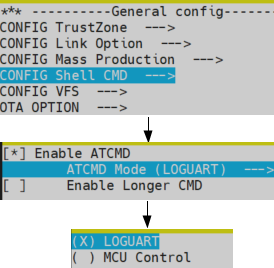 *** -----------General config------
CONFIG TrustZone --->
CONFIG Link Option --->
CONFIG Mass Production --->
CONFIG Shell CMD --->
CONFIG VFS --->
OTA OPTION --->
[*] Enable ATCMD
ATCMD Mode (LOGUART) --->
[ ] Enable Longer CMD
(X) LOGUART
( ) MCU Control